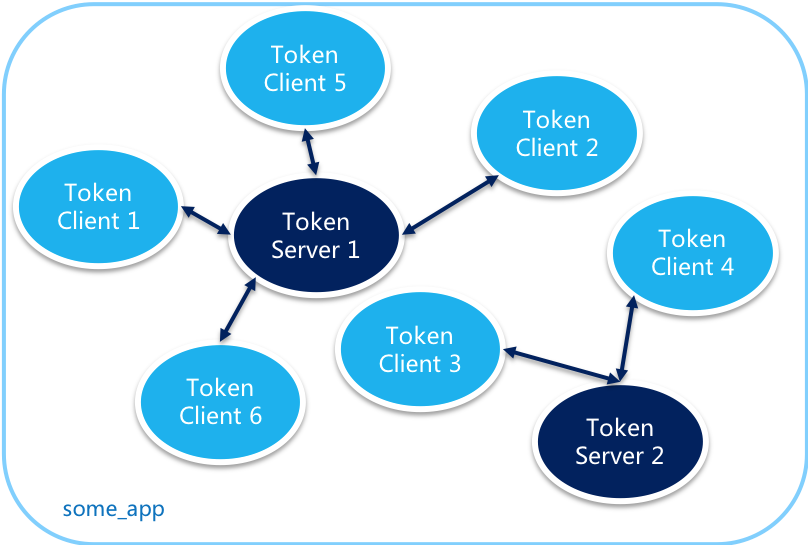 Token
Client 5
Token
Client 2
Token
Client 1
Token
Server 1
Token
Client 4
Token
Client 3
Token
Client 6
Token
Server 2
some_app